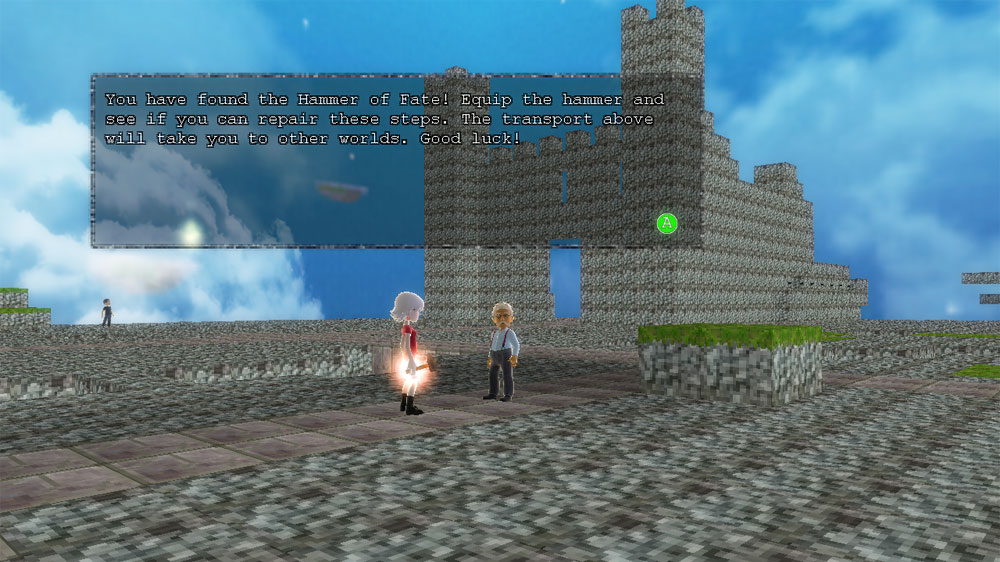 You have found the Hammer of Fate! Equip the hammer and
see if you can repair these steps. The transport above
will take you to other worlds. Good luck!
A